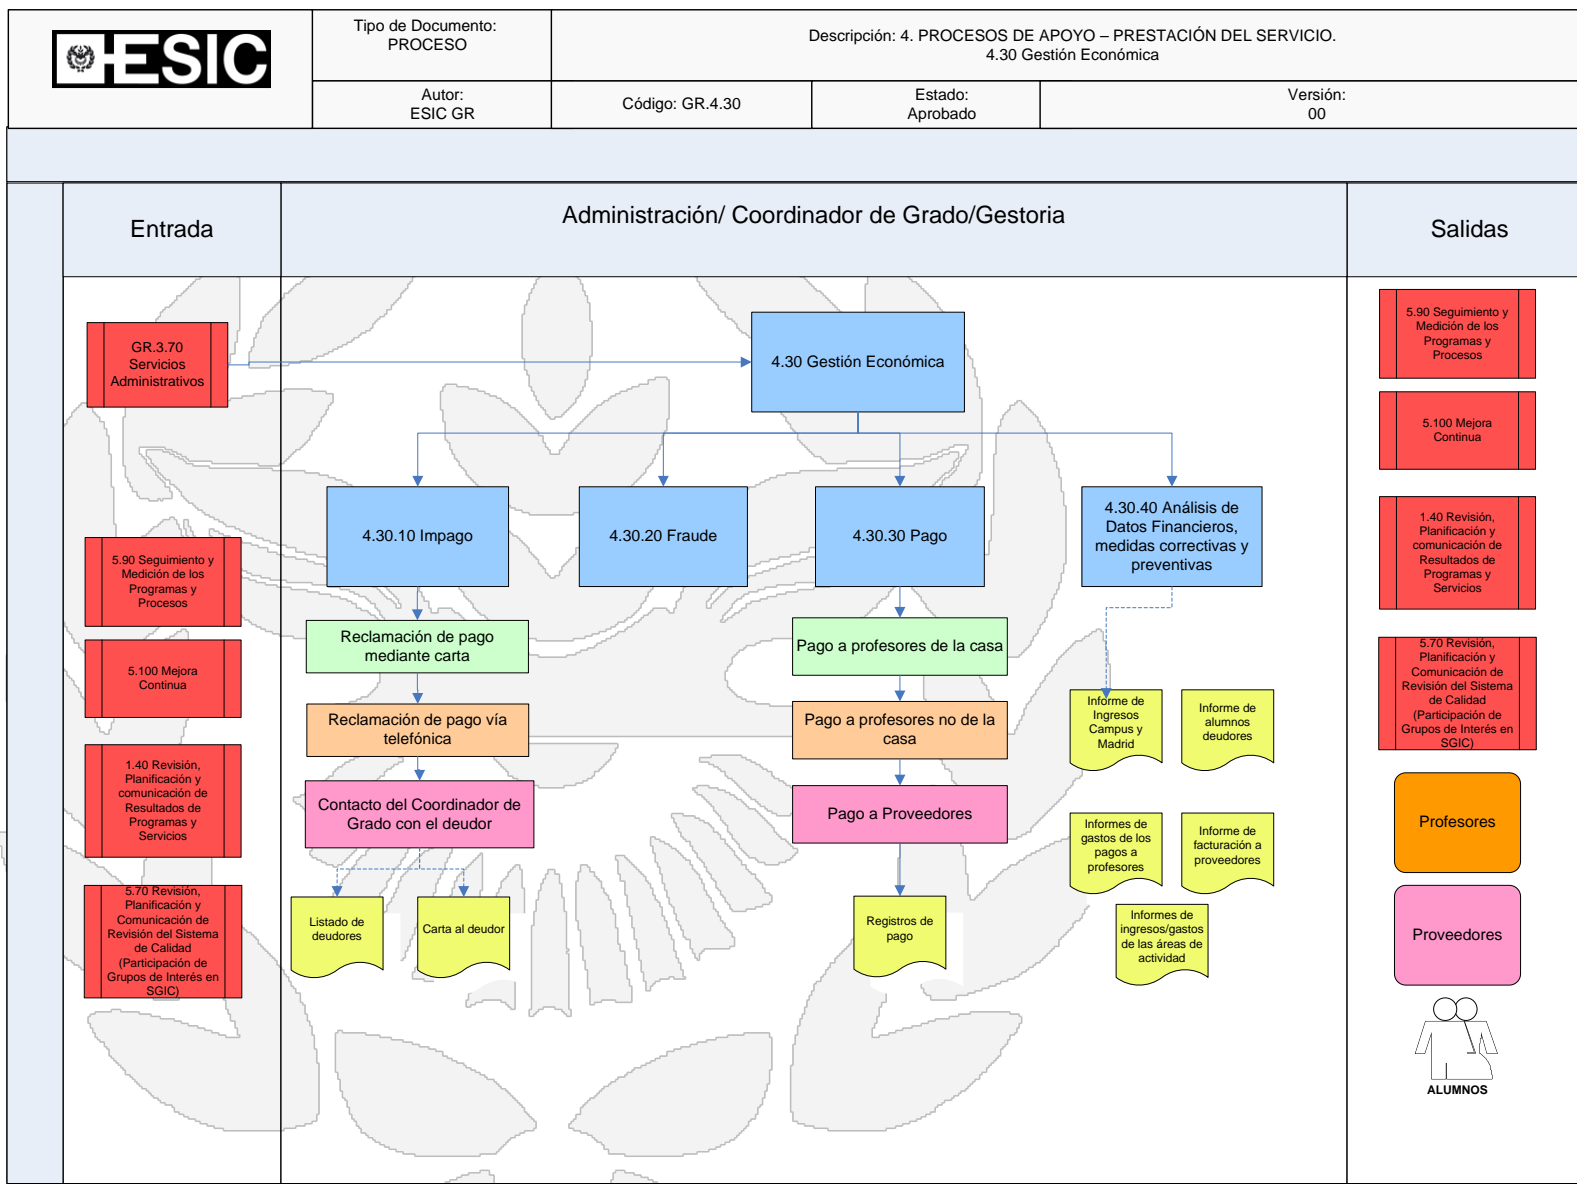 ESIC
Tipo de Documento:
PROCESO
Descripción: 4. PROCESOS DE APOYO – PRESTACIÓN DEL SERVICIO.
4.30 Gestión Económica
Autor:
ESIC GR
Código: GR.4.30
Estado:
Aprobado
Versión:
00
Entrada
Administración/ Coordinador de Grado/Gestoria
Salidas
GR.3.70
Servicios
Administrativos
5.90 Seguimiento y
Medición de los
Programas y
Procesos
5.100 Mejora
Continua
1.40 Revisión,
Planificación y
comunicación de
Resultados de
Programas y
Servicios
5.70 Revisión,
Planificación y
Comunicación de
Revisión del Sistema
de Calidad
(Participación de
Grupos de Interés en
SGIC)
4.30 Gestión Económica
4.30.10 Impago
4.30.20 Fraude
4.30.30 Pago
4.30.40 Análisis de
Datos Financieros,
medidas correctivas y
preventivas
Reclamación de pago
mediante carta
Reclamación de pago vía
telefónica
Contacto del Coordinador de
Grado con el deudor
Listado de
deudores
Carta al deudor
Pago a profesores de la casa
Pago a profesores no de la
casa
Pago a Proveedores
Registros de
pago
Informe de
Ingresos
Campus y
Madrid
Informe de
alumnos
deudores
Informes de
gastos de los
pagos a
profesores
Informe de
facturación a
proveedores
Informes de
ingresos/gastos
de las áreas de
actividad
5.90 Seguimiento y
Medición de los
Programas y
Procesos
5.100 Mejora
Continua
1.40 Revisión,
Planificación y
comunicación de
Resultados de
Programas y
Servicios
5.70 Revisión,
Planificación y
Comunicación de
Revisión del Sistema
de Calidad
(Participación de
Grupos de Interés en
SGIC)
Profesores
Proveedores
ALUMNOS